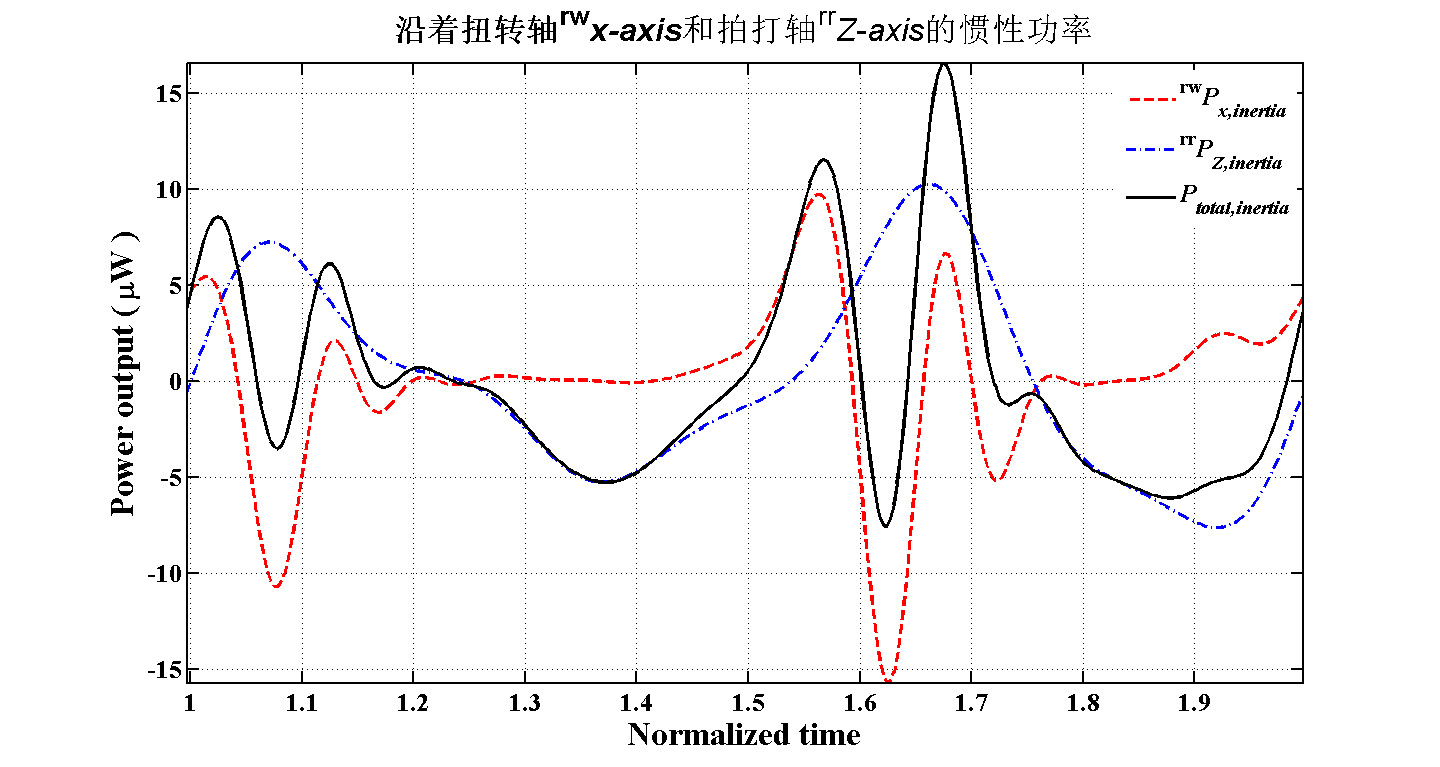 沿着扭转轴rwx-axis和拍打轴rrZ-axis的惯性功率
rwPx,inertia
rrPZ,inertia
Ptotal,inertia
15
10
5
0
-5
-10
-15
Power output ( μW )
1 1.1 1.2 1.3 1.4 1.5 1.6 1.7 1.8 1.9
Normalized time